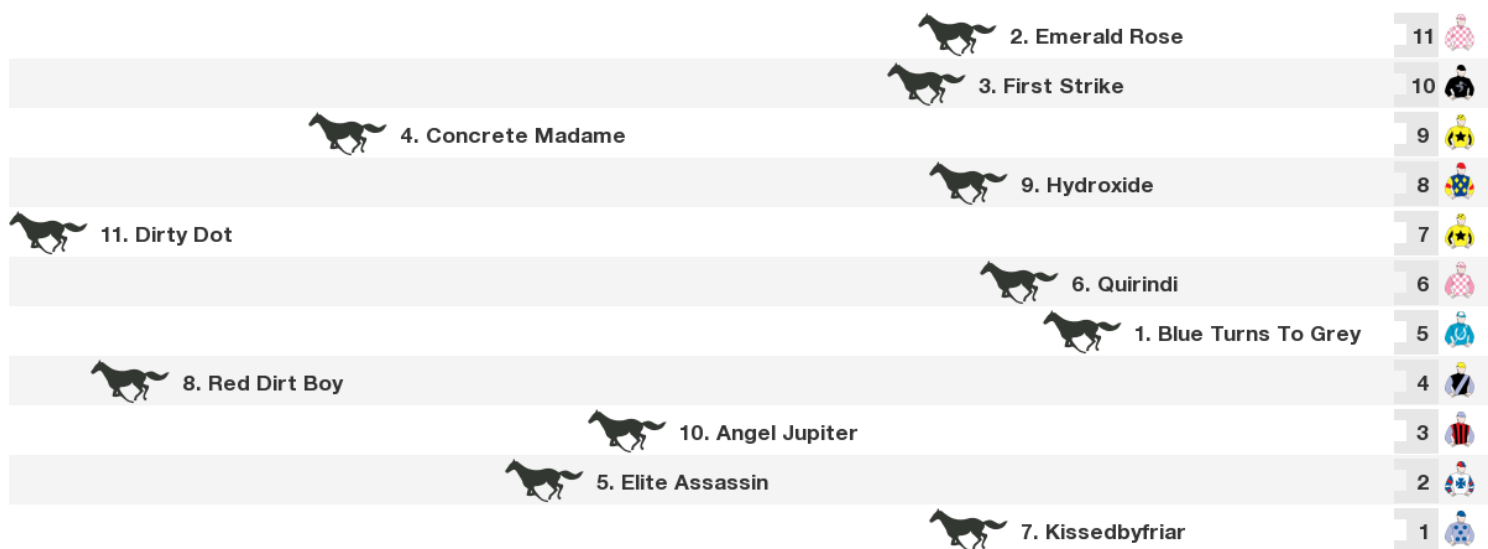 2. Emerald Rose 11
3. First Strike 10
4. Concrete Madame 9
9. Hydroxide 8
11. Dirty Dot 7
6. Quirindi 6
1. Blue Turns To Grey 5
8. Red Dirt Boy 4
10. Angel Jupiter 3
5. Elite Assassin 2
7. Kissedbyfriar 1